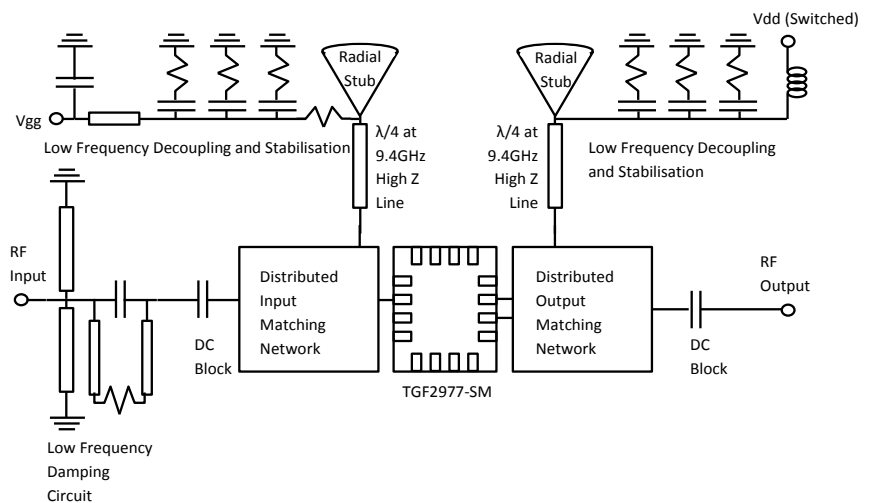 Vdd (Switched)
Radial
Stub
Radial
Stub
Vgg
Low Frequency Decoupling and Stabilisation
λ/4 at
9.4GHz
High Z
Line
λ/4 at
9.4GHz
High Z
Line
Low Frequency Decoupling
and Stabilisation
RF
Input
DC
Block
Distributed
Input
Matching
Network
TGF2977-SM
Distributed
Output
Matching
Network
DC
Block
RF
Output
Low Frequency
Damping
Circuit